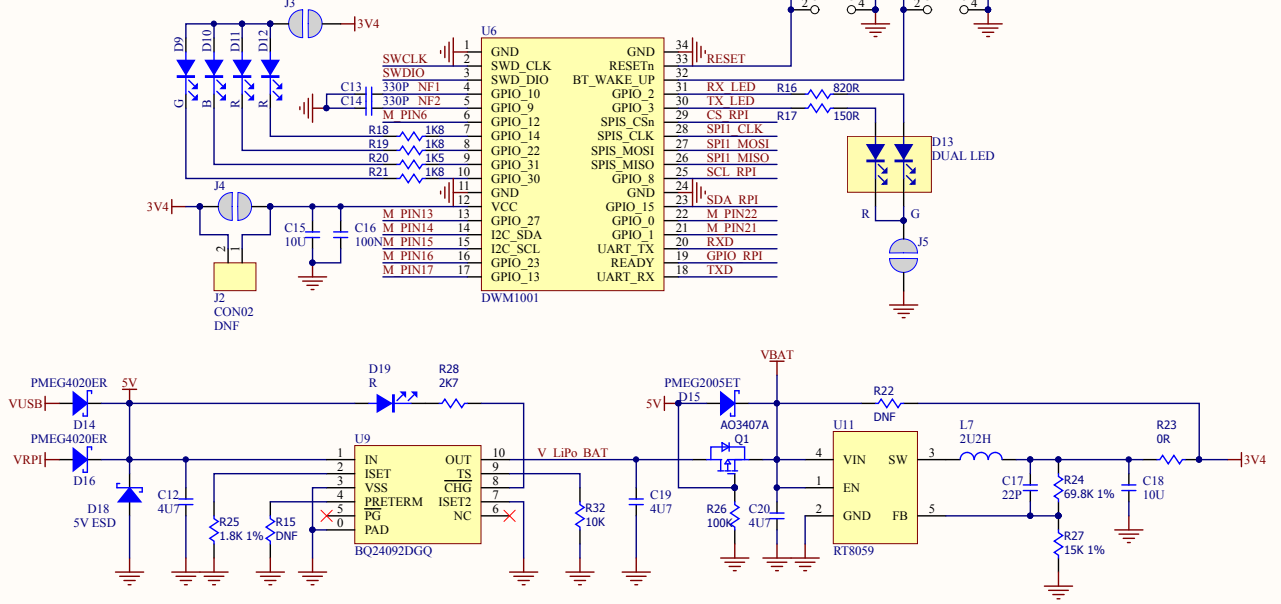 J3
3V4
2
4
2
4
D9
D10
D11
D12
G
B
R
R
U6
SWCLK
SWDIO
C13 330P NF1
C14 330P NF2
M_PIN6
R18 1K8
R19 1K8
R20 1K5
R21 1K8
1 GND
2 SWD_CLK
3 SWD_DIO
4 GPIO_10
5 GPIO_9
6 GPIO_12
7 GPIO_14
8 GPIO_22
9 GPIO_31
10 GPIO_30
11 GND
12 VCC
13 GPIO_27
14 I2C_SDA
15 I2C_SCL
16 GPIO_23
17 GPIO_13
GND 34
RESETn 33 RESET
BT_WAKE_UP 32
GPIO_2 31 RX_LED
GPIO_3 30 TX_LED
SPIS_CSn 29 CS_RPI
SPIS_CLK 28 SPI1_CLK
SPIS_MOSI 27 SPI1_MOSI
SPIS_MISO 26 SPI1_MISO
GPIO_8 25 SCL_RPI
GND 24
GPIO_15 23 SDA_RPI
GPIO_0 22 M_PIN22
GPIO_1 21 M_PIN21
UART_TX 20 RXD
READY 19 GPIO_RPI
UART_RX 18 TXD
DWM1001
R16 820R
R17 150R
D13
DUAL LED
R
G
J5
J4
3V4
2
1
J2
CON02
DNF
C15
10U
C16
100N
M_PIN13
M_PIN14
M_PIN15
M_PIN16
M_PIN17
PMEG4020ER
VUSB
D14
5V
PMEG4020ER
VRPI
D16
D18
5V ESD
C12
4U7
R25
1.8K 1%
R15
DNF
D19
R
R28
2K7
U9
1 IN
2 ISET
3 VSS
4 PRETERM
5 PG
0 PAD
OUT 10
TS 9
CHG 8
ISET2 7
NC 6
BQ24092DGQ
V_LiPo_BAT
R32
10K
C19
4U7
PMEG2005ET
5V
D15
AO3407A
Q1
R26
100K
VBAT
C20
4U7
R22
DNF
U11
4 VIN
1 EN
2 GND
SW 3
FB 5
RT8059
L7
2U2H
C17
22P
R24
69.8K 1%
R27
15K 1%
C18
10U
R23
0R
3V4